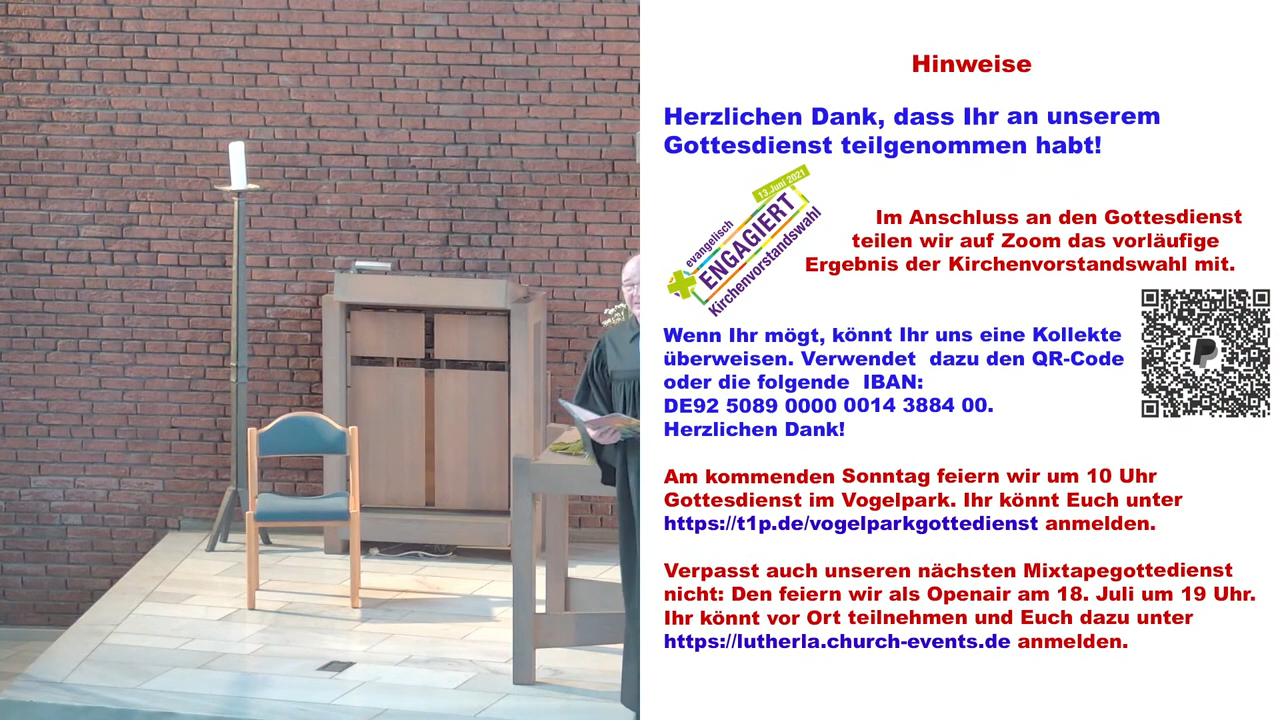 Hinweise
Herzlichen Dank, dass Ihr an unserem
Gottesdienst teilgenommen habt!
13.Juni 2021
evangelisch
ENGAGIERT
Kirchenvorstandswahl
Im Anschluss an den Gottesdienst
teilen wir auf Zoom das vorläufige
Ergebnis der Kirchenvorstandswahl mit.
Wenn Ihr mögt, könnt Ihr uns eine Kollekte
überweisen. Verwendet  dazu den QR-Code
oder die folgende  IBAN:
DE92 5089 0000 0014 3884 00.
Herzlichen Dank!
Am kommenden Sonntag feiern wir um 10 Uhr
Gottesdienst im Vogelpark. Ihr könnt Euch unter
https://t1p.de/vogelparkgottedienst anmelden.
Verpasst auch unseren nächsten Mixtapegottedienst
nicht: Den feiern wir als Openair am 18. Juli um 19 Uhr.
Ihr könnt vor Ort teilnehmen und Euch dazu unter
https://lutherla.church-events.de anmelden.